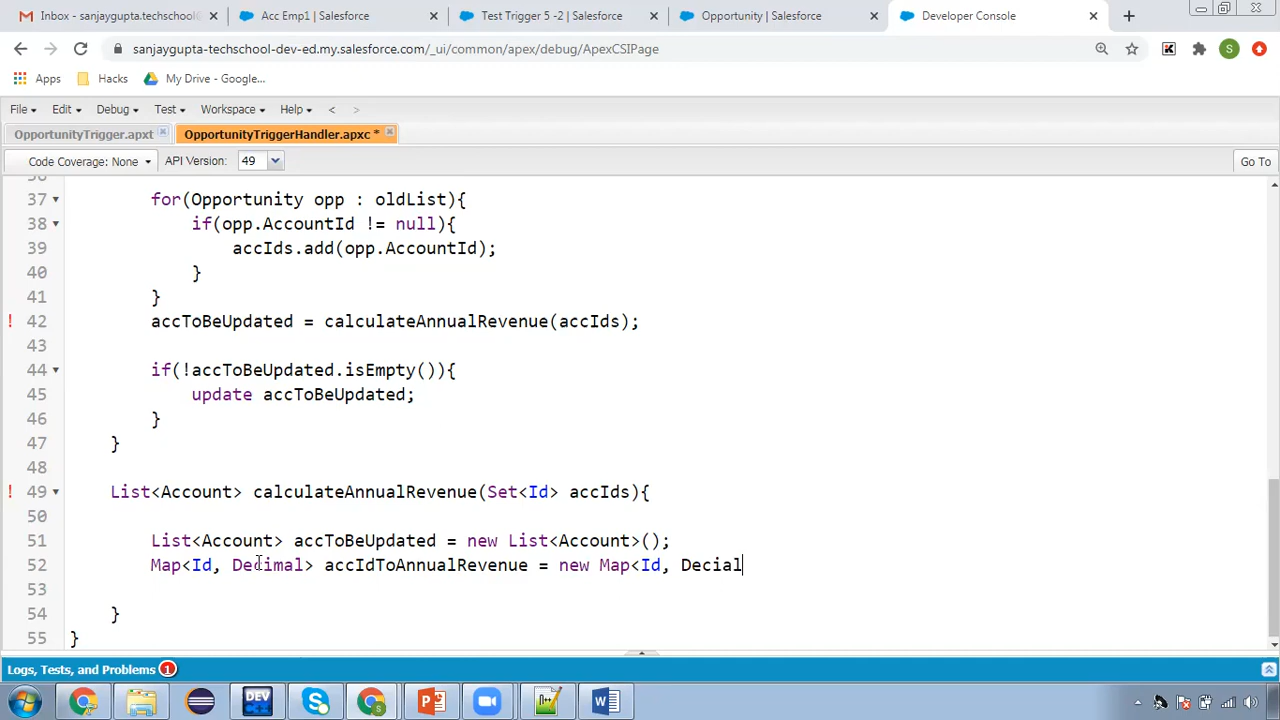 Inbox - sanjaygupta.techschool@
Acc Emp1 | Salesforce
Test Trigger 5 -2 | Salesforce
Opportunity | Salesforce
Developer Console
sanjaygupta-techschool-dev-ed.my.salesforce.com/_ui/common/apex/debug/ApexCSIPage
Apps
Hacks
My Drive - Google...
File Edit Debug Test Workspace Help < >
OpportunityTrigger.apxt
OpportunityTriggerHandler.apxc *
Code Coverage: None API Version: 49 Go To
36
37 for(Opportunity opp : oldList){
38 if(opp.AccountId != null){
39 accIds.add(opp.AccountId);
40 }
41 }
42 accToBeUpdated = calculateAnnualRevenue(accIds);
43
44 if(!accToBeUpdated.isEmpty()){
45 update accToBeUpdated;
46 }
47 }
48
49 List<Account> calculateAnnualRevenue(Set<Id> accIds){
50
51 List<Account> accToBeUpdated = new List<Account>();
52 Map<Id, Decimal> accIdToAnnualRevenue = new Map<Id, Decial
53
54 }
55 }
Logs, Tests, and Problems 1
DEV